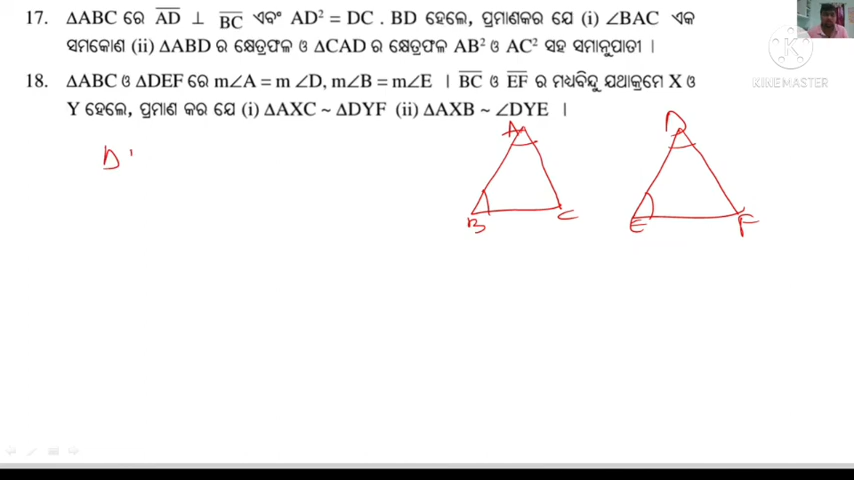 17. ΔABC ରେ AD ⊥ BC ଏବଂ AD² = DC . BD ହେଲେ, ପ୍ରମାଣକର ଯେ (i) ∠BAC ଏକ
ସମକୋଣ (ii) ΔABD ର କ୍ଷେତ୍ରଫଳ ଓ ΔCAD ର କ୍ଷେତ୍ରଫଳ AB² ଓ AC² ସହ ସମାନୁପାତୀ ।
18. ΔABC ଓ ΔDEF ରେ m∠A = m ∠D, m∠B = m∠E । BC ଓ EF ର ମଧ୍ୟବିନ୍ଦୁ ଯଥାକ୍ରମେ X ଓ
Y ହେଲେ, ପ୍ରମାଣ କର ଯେ (i) ΔAXC ~ ΔDYF (ii) ΔAXB ~ ∠DYE ।
A
D
B
C
E
F
D
KINEMASTER